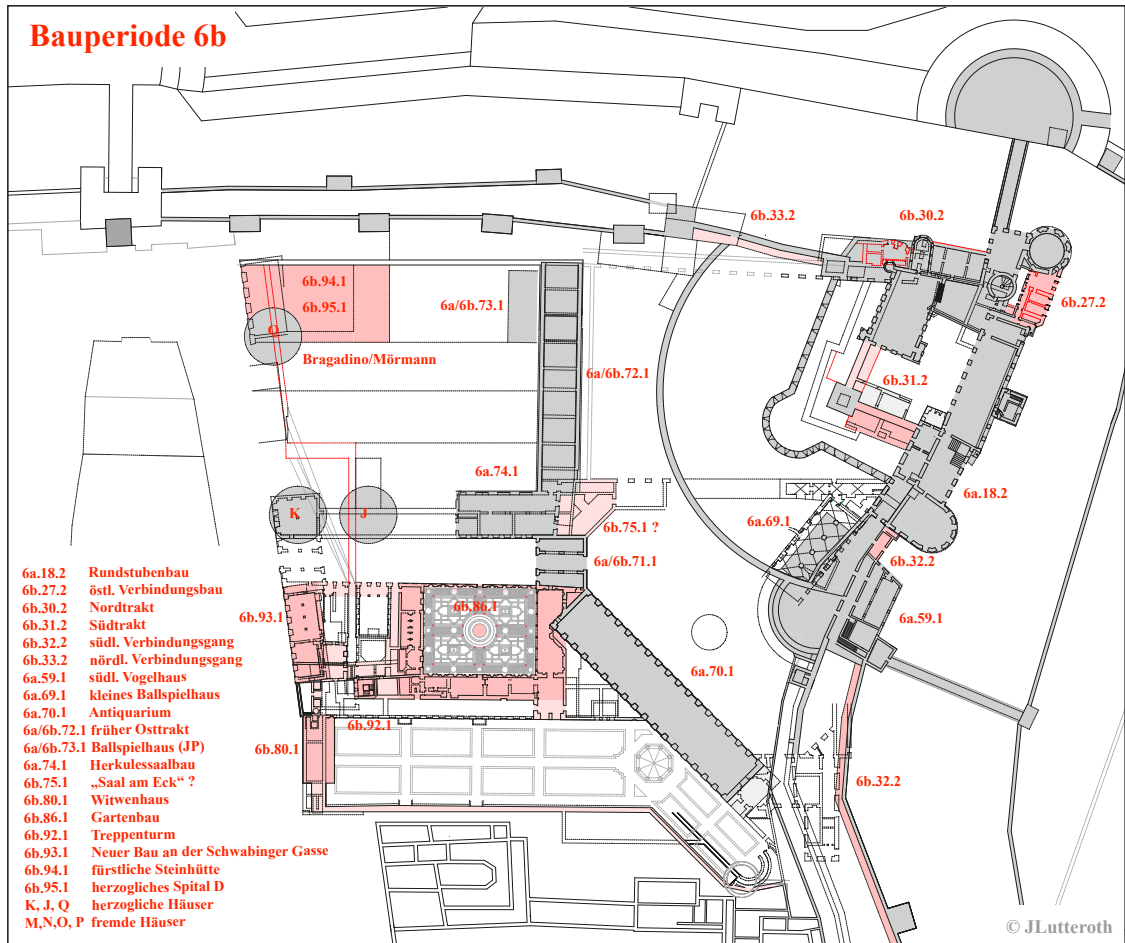 Bauperiode 6b
6b.33.2
6b.30.2
6b.94.1
6b.95.1
6a/6b.73.1
6b.27.2
Q
Bragadino/Mörmann
6a/6b.72.1
6b.31.2
6a.74.1
6a.18.2
K
J
6a.69.1
6b.75.1 ?
6b.32.2
6a/6b.71.1
6b.93.1
6b.86.1
6a.59.1
6a.70.1
6b.92.1
6b.80.1
6b.32.2
6a.18.2 Rundstubenbau
6b.27.2 östl. Verbindungsbau
6b.30.2 Nordtrakt
6b.31.2 Südtrakt
6b.32,2 südl. Verbindungsgang
6b.33.2 nördl. Verbindungsgang
6a.59.1 südl. Vogelhaus
6a.69.1 kleines Ballspielhaus
6a.70.1 Antiquarium
6a/6b.72.1 früher Osttrakt
6a/6b.73.1 Ballspielhaus (JP)
6a.74.1 Herkulessaalbau
6b.75.1 „Saal am Eck“ ?
6b.80.1 Witwenhaus
6b.86.1 Gartenbau
6b.92.1 Treppenturm
6b.93.1 Neuer Bau an der Schwabinger Gasse
6b.94.1 fürstliche Steinhütte
6b.95.1 herzogliches Spital D
K, J, Q herzogliche Häuser
M,N,O, P fremde Häuser
© JLutteroth